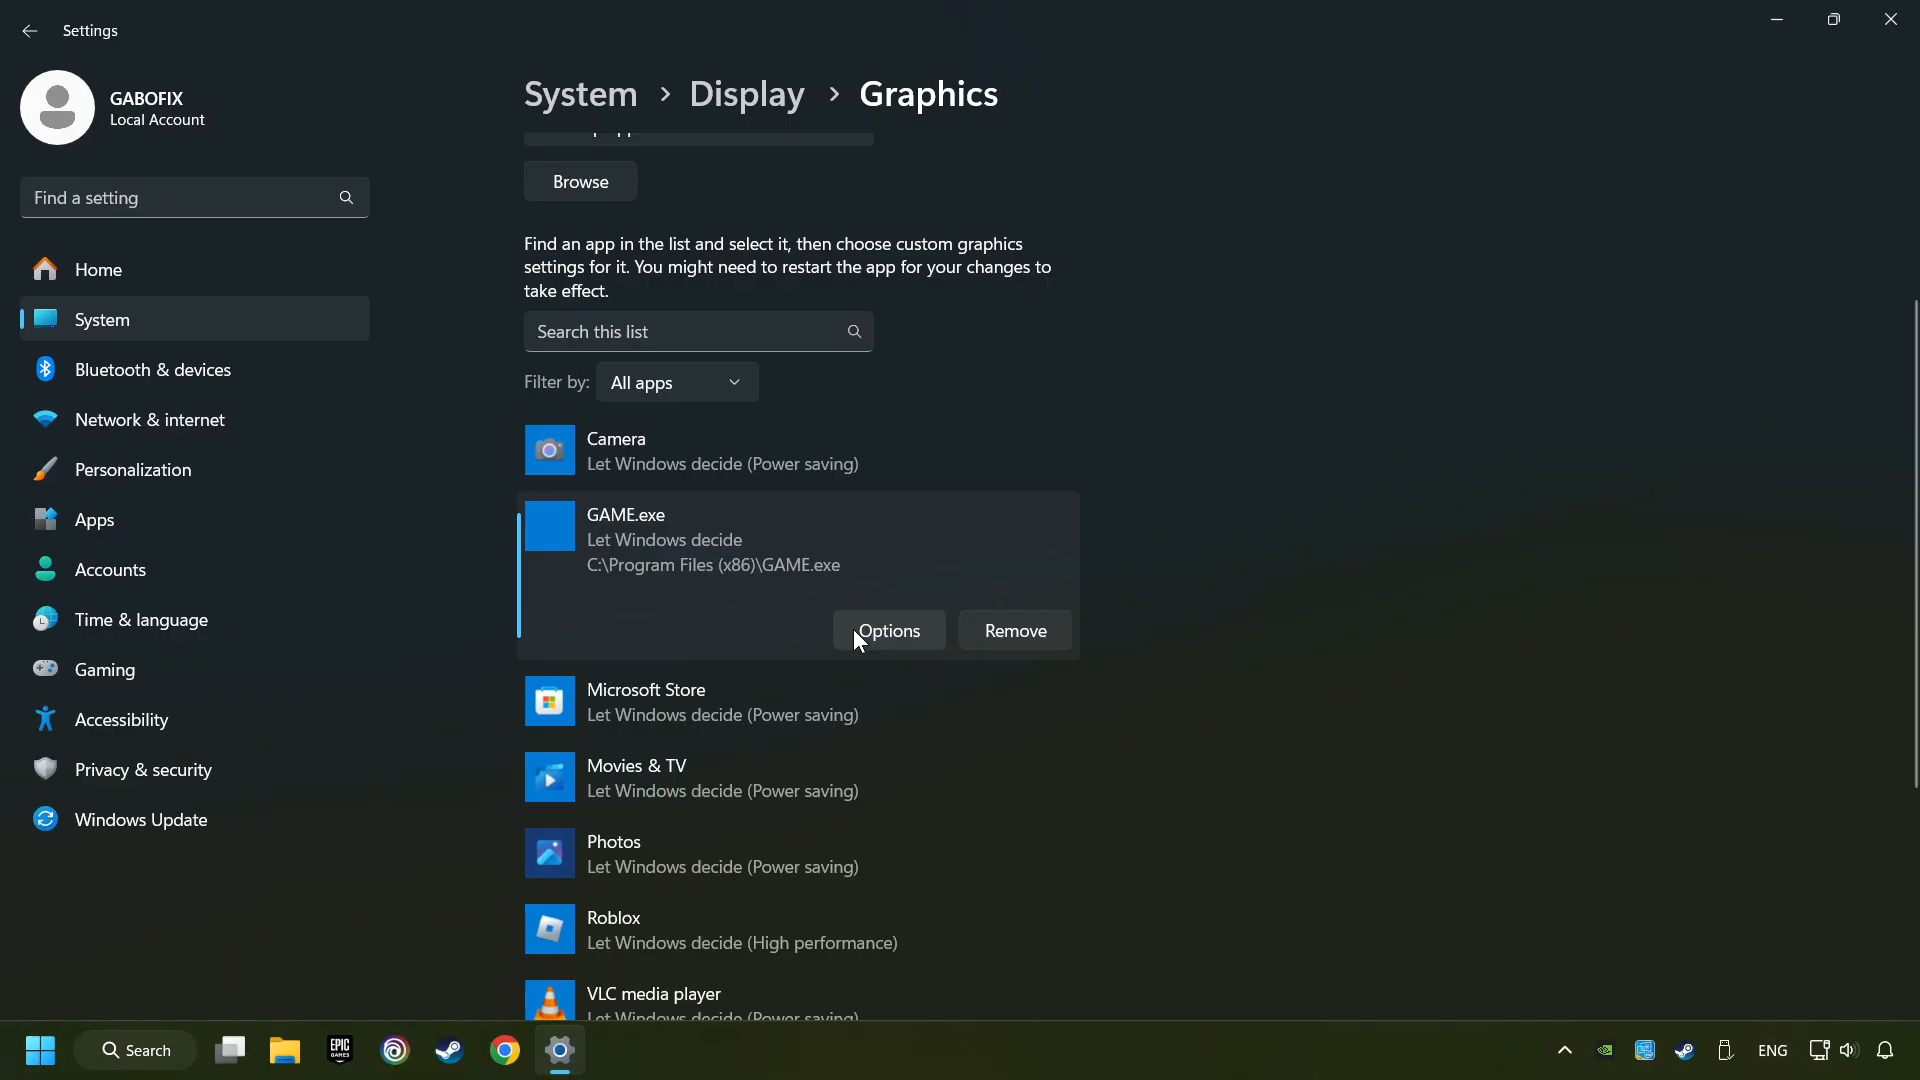 Settings
GABOFIX
Local Account
Find a setting
Home
System
Bluetooth & devices
Network & internet
Personalization
Apps
Accounts
Time & language
Gaming
Accessibility
Privacy & security
Windows Update
System > Display > Graphics
Browse
Find an app in the list and select it, then choose custom graphics
settings for it. You might need to restart the app for your changes to
take effect.
Search this list
Filter by: All apps
Camera
Let Windows decide (Power saving)
GAME.exe
Let Windows decide
C:\Program Files (x86)\GAME.exe
Options Remove
Microsoft Store
Let Windows decide (Power saving)
Movies & TV
Let Windows decide (Power saving)
Photos
Let Windows decide (Power saving)
Roblox
Let Windows decide (High performance)
VLC media player
Let Windows decide (Power saving)
Search
EPIC
GAMES
ENG